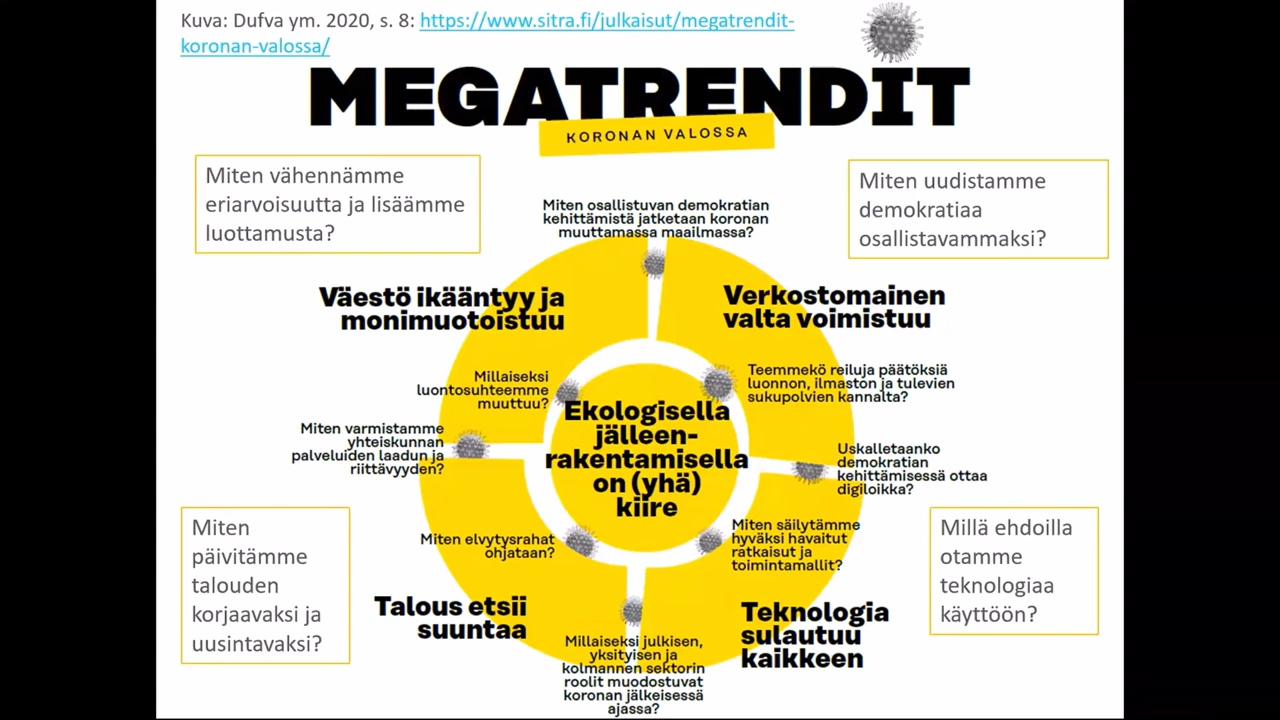 Kuva: Dufva ym. 2020, s. 8: https://www.sitra.fi/julkaisut/megatrendit-
koronan-valossa/
MEGATRENDIT
KORONAN VALOSSA
Miten vähennämme
eriarvoisuutta ja lisäämme
luottamusta?
Miten uudistamme
demokratiaa
osallistavammaksi?
Miten osallistuvan demokratian
kehittämistä jatketaan koronan
muuttamassa maailmassa?
Väestö ikääntyy ja
monimuotoistuu
Verkostomainen
valta voimistuu
Millaiseksi
luontosuhteemme
muuttuu?
Teemmekö reiluja päätöksiä
luonnon, ilmaston ja tulevien
sukupolvien kannalta?
Ekologisella
jälleen-
rakentamisella
on (yhä)
kiire
Miten varmistamme
yhteiskunnan
palveluiden laadun ja
riittävyyden?
Uskalletaanko
demokratian
kehittämisessä ottaa
digiloikka?
Miten elvytysrahat
ohjataan?
Miten säilytämme
hyväksi havaitut
ratkaisut ja
toimintamallit?
Miten
päivitämme
talouden
korjaavaksi ja
uusintavaksi?
Millä ehdoilla
otamme
teknologiaa
käyttöön?
Talous etsii
suuntaa
Teknologia
sulautuu
kaikkeen
Millaiseksi julkisen,
yksityisen ja
kolmannen sektorin
roolit muodostuvat
koronan jälkeisessä
ajassa?